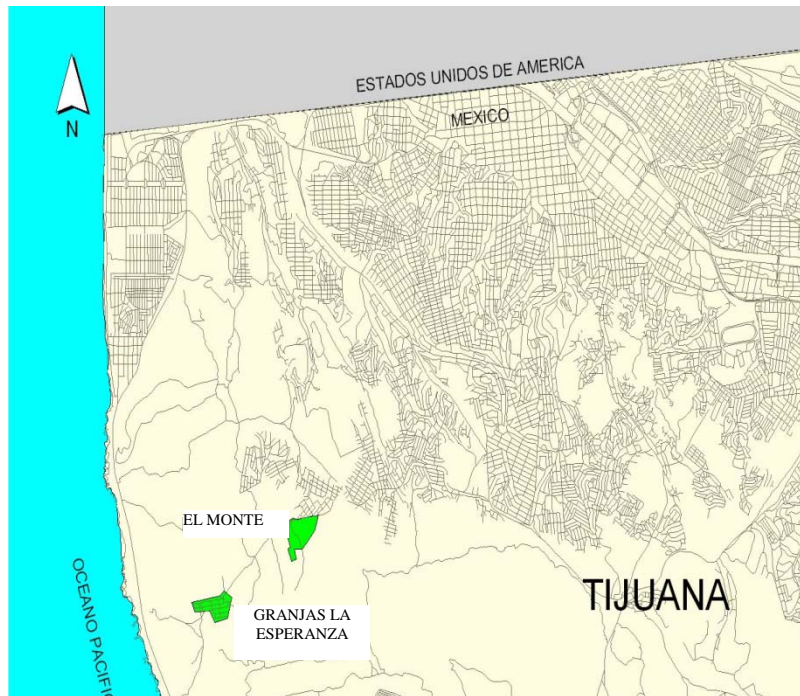 ESTADOS UNIDOS DE AMERICA
MEXICO
N
EL MONTE
GRANJAS LA
ESPERANZA
TIJUANA
OCEANO PACIFI